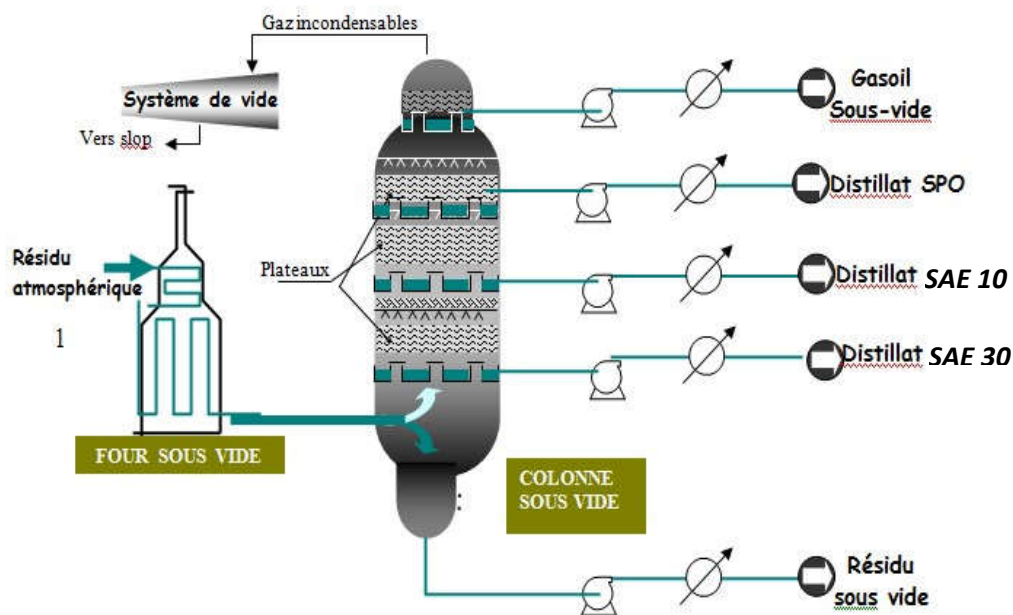 Gaz incondensables
Système de vide
Vers slop
Gasoil
Sous-vide
Distillat SPO
Résidu
atmosphérique
1
Plateaux
Distillat SAE 10
Distillat SAE 30
FOUR SOUS VIDE
COLONNE
SOUS VIDE
:
Résidu
sous vide